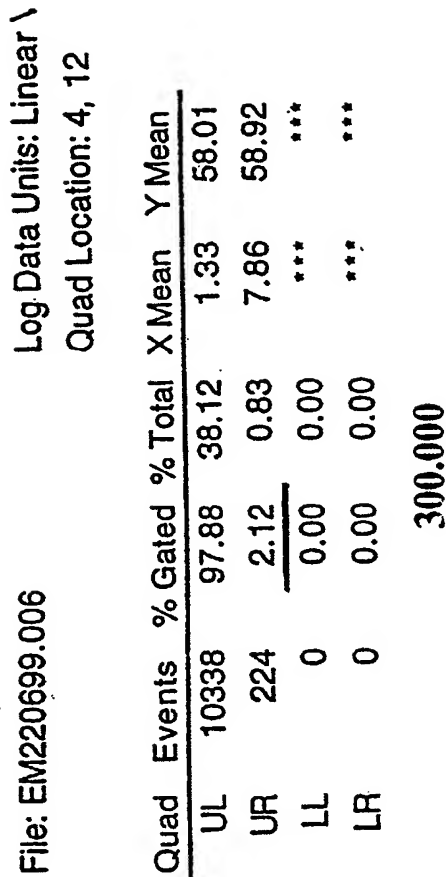 File: EM220699.006 Log Data Units: Linear \
Quad Location: 4, 12
Quad Events % Gated % Total X Mean Y Mean
UL 10338 97.88 38.12 1.33 58.01
UR 224 2.12 0.83 7.86 58.92
LL 0 0.00 0.00 *** ***
LR 0 0.00 0.00 *** ***
300.000